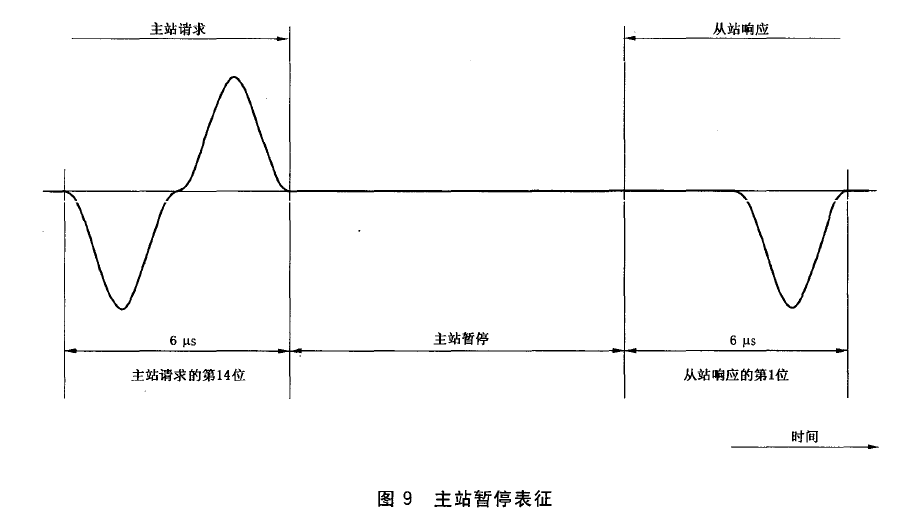 主站请求 从站响应
6 μs 主站暂停 6 μs
主站请求的第14位 从站响应的第1位
时间
图 9 主站暂停表征